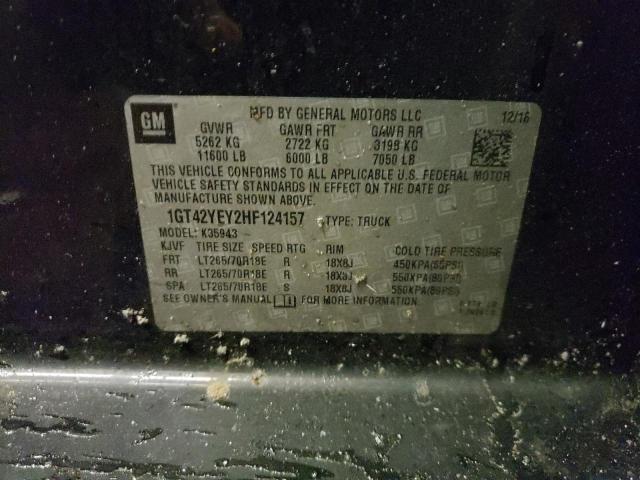 GM
MFD BY GENERAL MOTORS LLC
12/16
GVWR GAWR FRT GAWR RR
5262 KG 2722 KG 3198 KG
11600 LB 6000 LB 7050 LB
THIS VEHICLE CONFORMS TO ALL APPLICABLE U.S. FEDERAL MOTOR
VEHICLE SAFETY STANDARDS IN EFFECT ON THE DATE OF
MANUFACTURE SHOWN ABOVE.
1GT42YEY2HF124157 TYPE: TRUCK
MODEL: K35943
KJVF TIRE SIZE SPEED RTG RIM COLD TIRE PRESSURE
FRT LT265/70R18E R 18X8J 450KPA(65PSI)
RR LT265/70R18E R 18X8J 550KPA(80PSI)
SPA LT265/70R18E S 18X8J 550KPA(80PSI)
SEE OWNER'S MANUAL FOR MORE INFORMATION.